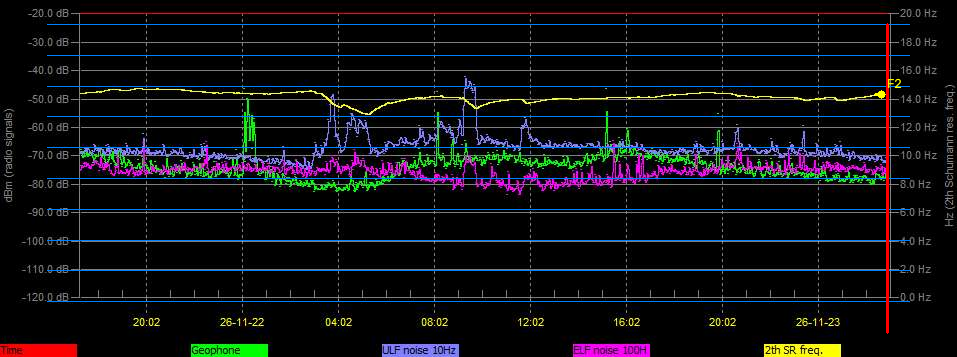 -20.0 dB 20.0 Hz
-30.0 dB 18.0 Hz
-40.0 dB 16.0 Hz
F2
-50.0 dB 14.0 Hz
-60.0 dB 12.0 Hz
-70.0 dB 10.0 Hz
-80.0 dB 8.0 Hz
-90.0 dB 6.0 Hz
-100.0 dB 4.0 Hz
-110.0 dB 2.0 Hz
-120.0 dB 0.0 Hz
dBm (radio signals)
Hz (2th Schumann res. freq.)
20:02 26-11-22 04:02 08:02 12:02 16:02 20:02 26-11-23
Time Geophone ULF noise 10Hz ELF noise 100H 2th SR freq.